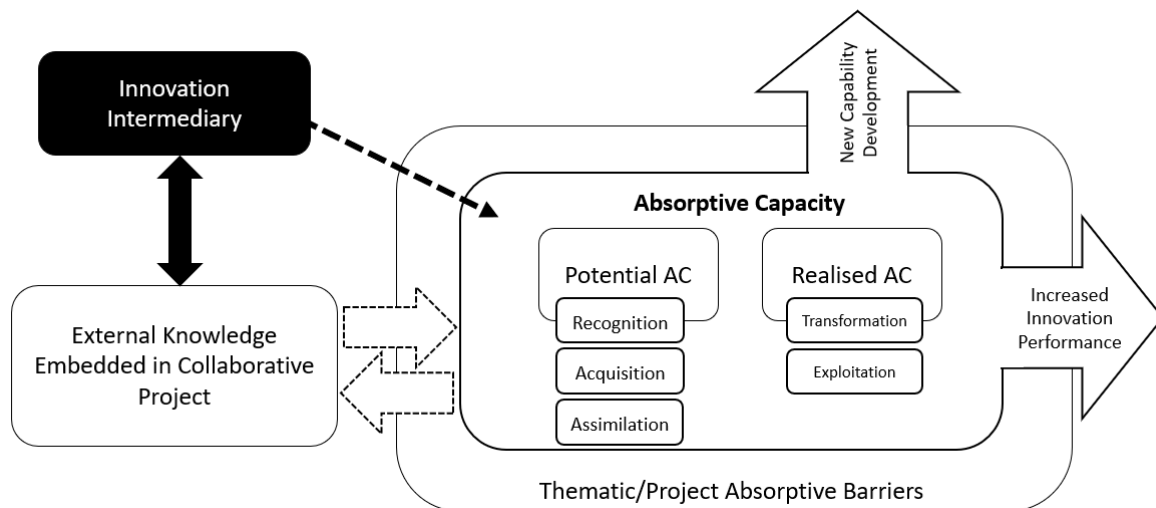 Innovation
Intermediary
New Capability
Development
Absorptive Capacity
Potential AC
Realised AC
Recognition
Acquisition
Assimilation
Transformation
Exploitation
External Knowledge
Embedded in Collaborative
Project
Increased
Innovation
Performance
Thematic/Project Absorptive Barriers